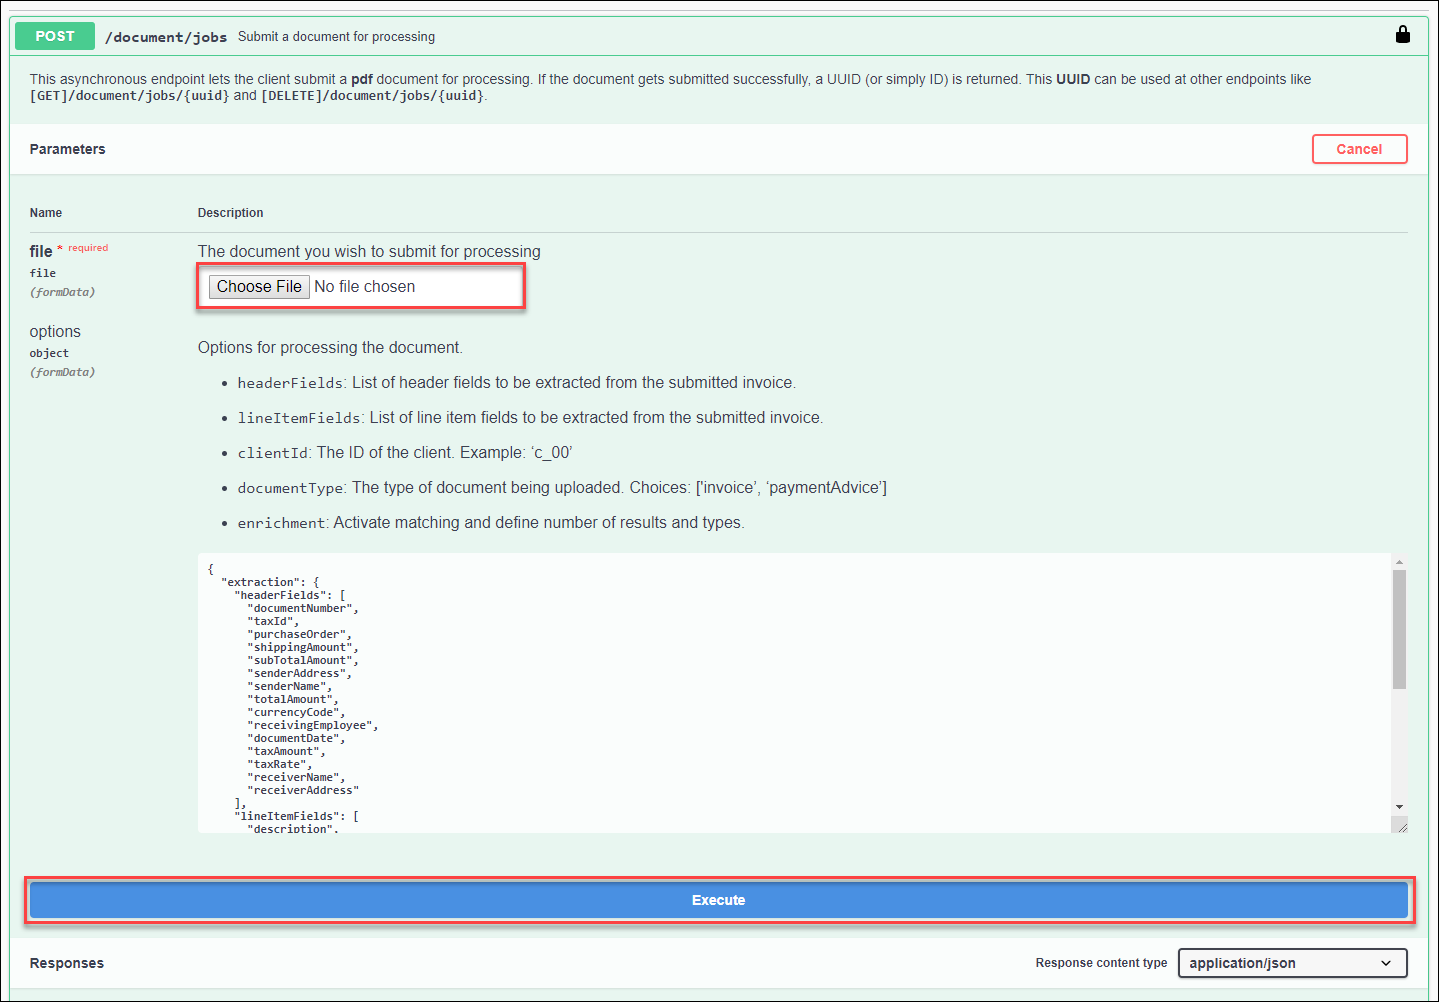 POST /document/jobs Submit a document for processing
This asynchronous endpoint lets the client submit a pdf document for processing. If the document gets submitted successfully, a UUID (or simply ID) is returned. This UUID can be used at other endpoints like
[GET]/document/jobs/{uuid} and [DELETE]/document/jobs/{uuid}.
Parameters
Cancel
Name Description
file * required
file
(formData)
The document you wish to submit for processing
Choose File No file chosen
options
object
(formData)
Options for processing the document.
• headerFields: List of header fields to be extracted from the submitted invoice.
• lineItemFields: List of line item fields to be extracted from the submitted invoice.
• clientId: The ID of the client. Example: ‘c_00’
• documentType: The type of document being uploaded. Choices: ['invoice’, ‘paymentAdvice’]
• enrichment: Activate matching and define number of results and types.
{
"extraction": {
"headerFields": [
"documentNumber",
"taxId",
"purchaseOrder",
"shippingAmount",
"subTotalAmount",
"senderAddress",
"senderName",
"totalAmount",
"currencyCode",
"receivingEmployee",
"documentDate",
"taxAmount",
"taxRate",
"receiverName",
"receiverAddress"
],
"lineItemFields": [
"description",
Execute
Responses
Response content type application/json